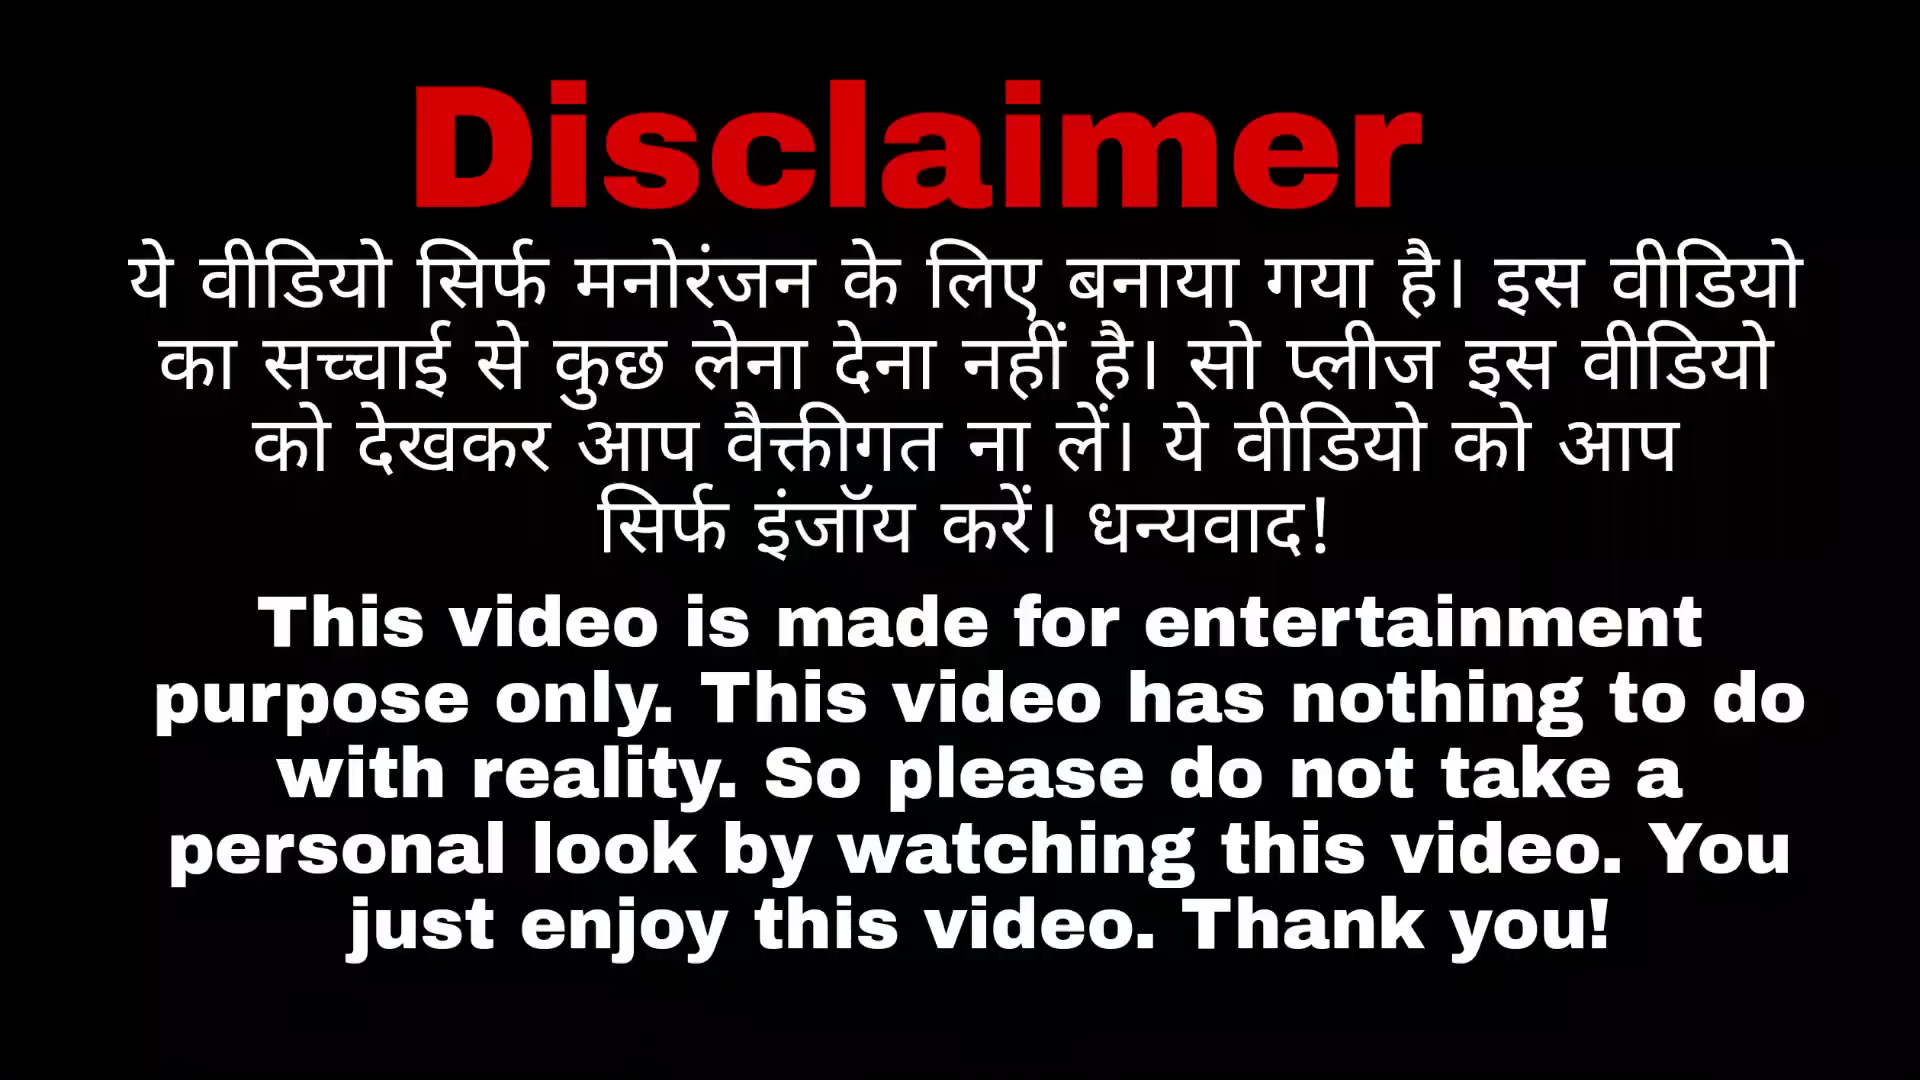 Disclaimer
ये वीडियो सिर्फ मनोरंजन के लिए बनाया गया है। इस वीडियो
का सच्चाई से कुछ लेना देना नहीं है। सो प्लीज इस वीडियो
को देखकर आप वैक्तीगत ना लें। ये वीडियो को आप
सिर्फ इंजॉय करें। धन्यवाद!
This video is made for entertainment
purpose only. This video has nothing to do
with reality. So please do not take a
personal look by watching this video. You
just enjoy this video. Thank you!